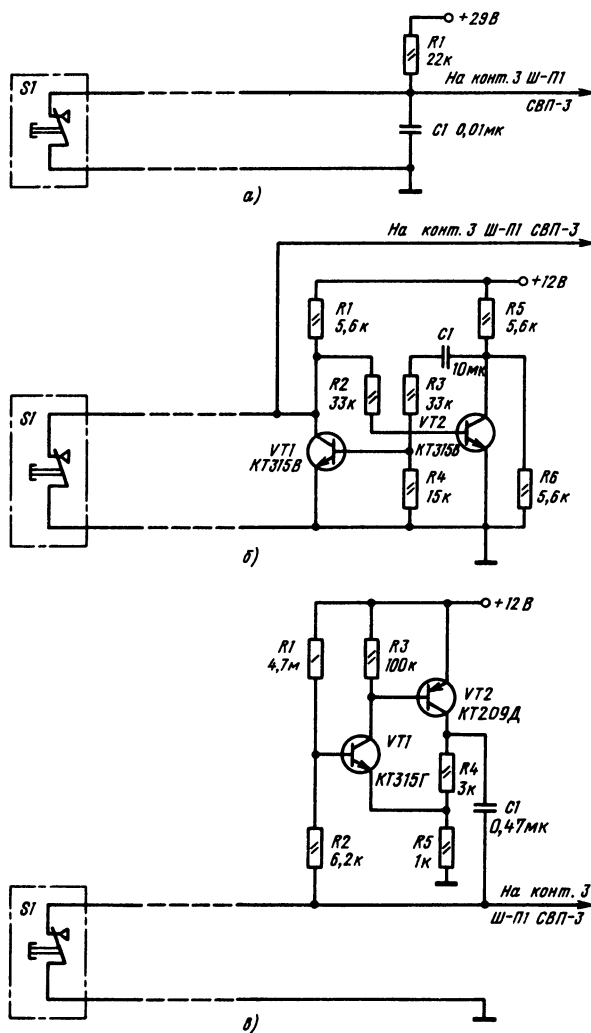 +29В
R1
22к
S1
На конт. 3 Ш-П1
СВП-3
C1 0,01мк
а)
На конт. 3 Ш-П1 СВП-3
+12В
R1
5,6к
R5
5,6к
C1
10мк
R2
33к
R3
33к
S1
VT2
КТ315В
VT1
КТ315В
R4
15к
R6
5,6к
б)
+12В
R1
4,7м
R3
100к
VT2
КТ209Д
VT1
КТ315Г
R4
3к
C1
0,47мк
R2
6,2к
R5
1к
S1
На конт. 3
Ш-П1 СВП-3
в)